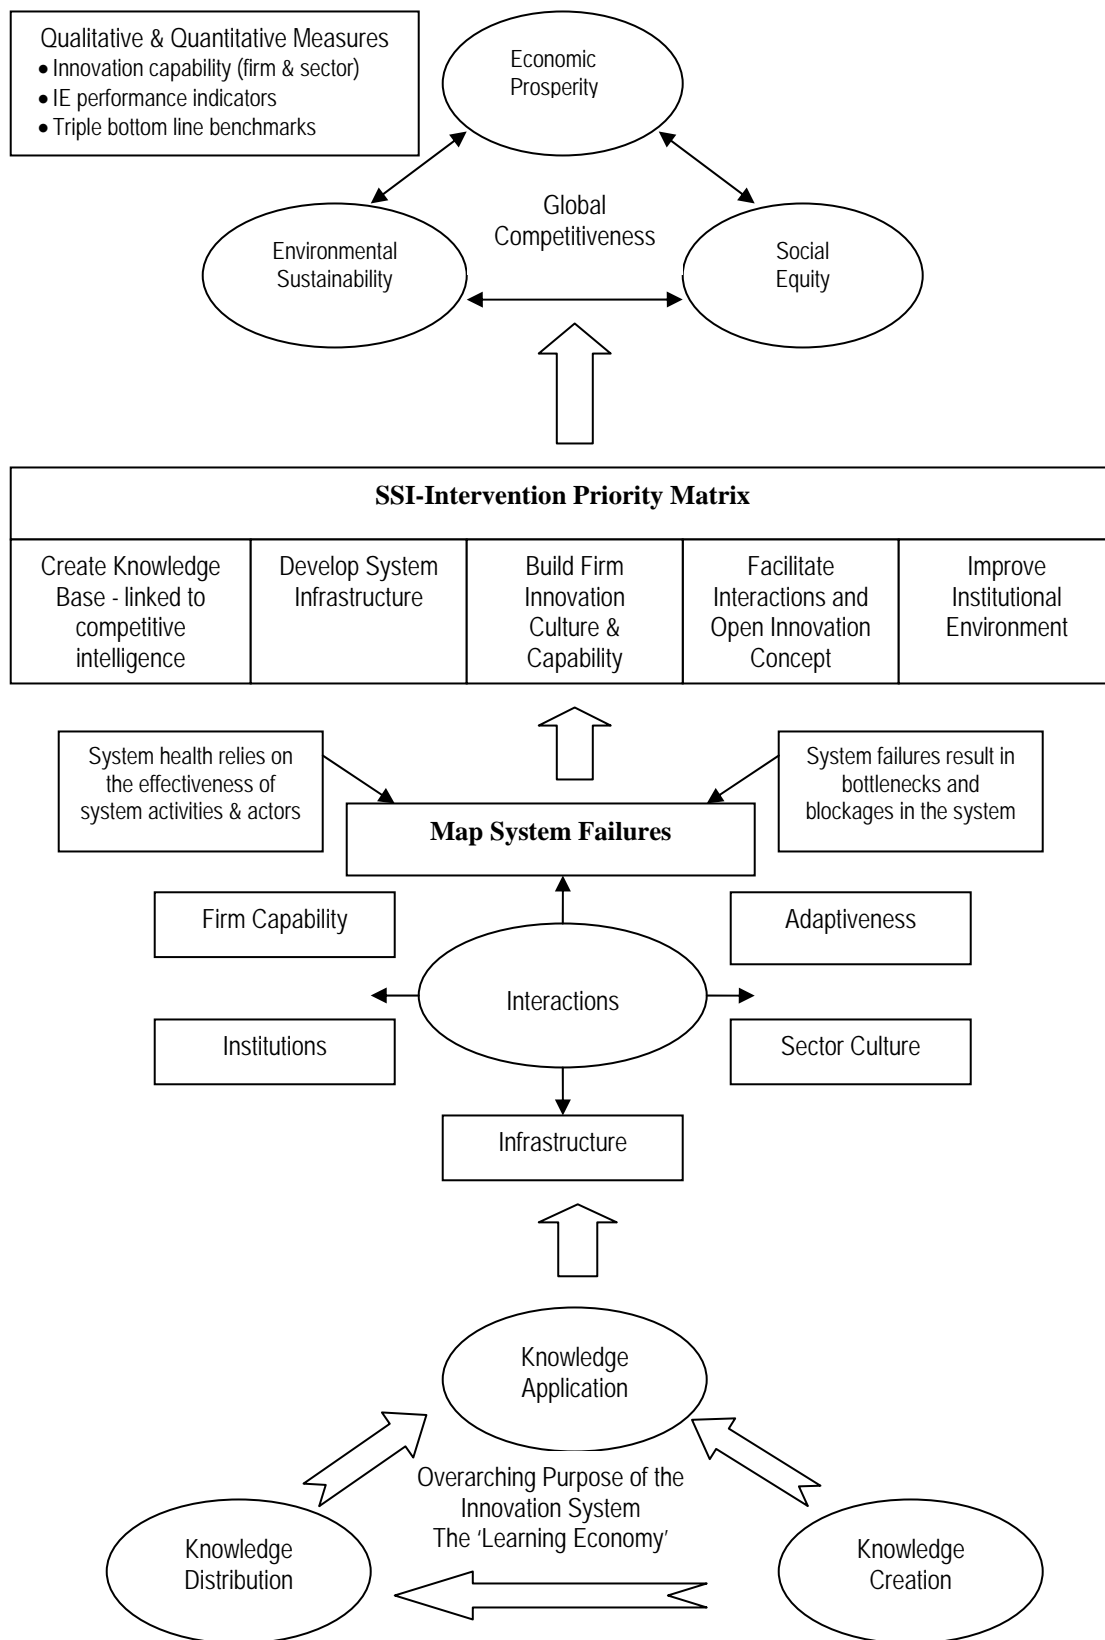 Qualitative & Quantitative Measures
• Innovation capability (firm & sector)
• IE performance indicators
• Triple bottom line benchmarks
Economic
Prosperity
Global
Competitiveness
Environmental
Sustainability
Social
Equity
SSI-Intervention Priority Matrix
Create Knowledge
Base - linked to
competitive
intelligence
Develop System
Infrastructure
Build Firm
Innovation
Culture &
Capability
Facilitate
Interactions and
Open Innovation
Concept
Improve
Institutional
Environment
System health relies on
the effectiveness of
system activities & actors
System failures result in
bottlenecks and
blockages in the system
Map System Failures
Firm Capability
Adaptiveness
Interactions
Institutions
Sector Culture
Infrastructure
Knowledge
Application
Overarching Purpose of the
Innovation System
The ‘Learning Economy’
Knowledge
Distribution
Knowledge
Creation